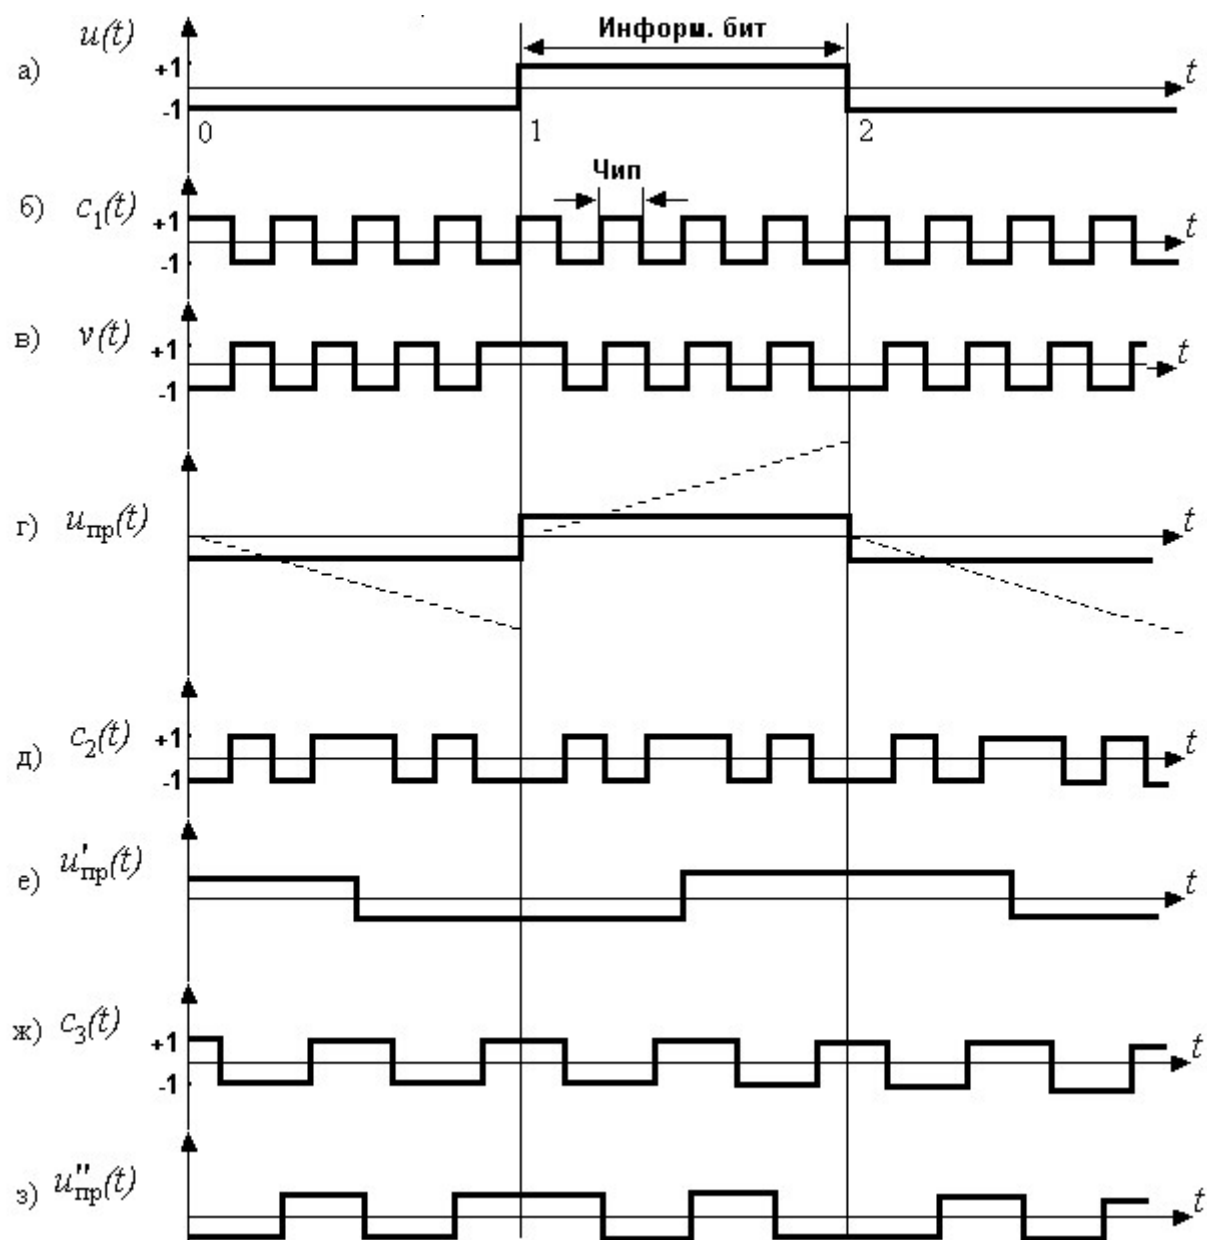 u(t)
Информ. бит
а)
+1
-1
t
0
1
2
Чип
б)
c₁(t)
+1
-1
t
в)
v(t)
+1
-1
t
г)
uпр(t)
t
д)
c₂(t)
+1
-1
t
е)
u'пр(t)
t
ж)
c₃(t)
+1
-1
t
з)
u"пр(t)
t